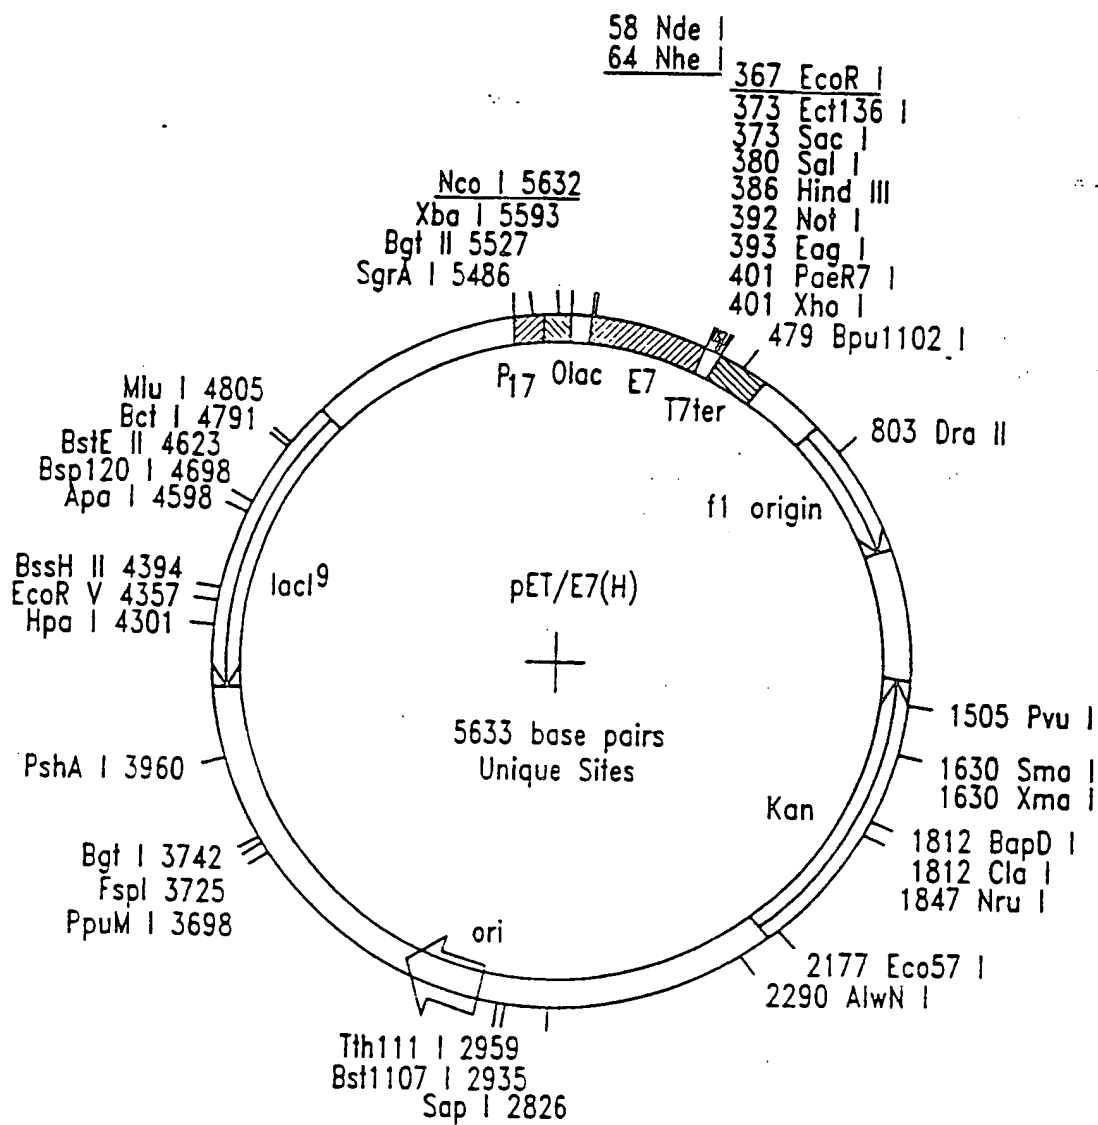 58 Nde I
64 Nhe I
367 EcoR I
373 Ect136 I
373 Sac I
380 Sal I
386 Hind III
392 Not I
393 Eag I
401 PaeR7 I
401 Xho I
479 Bpu1102 I
Nco I 5632
Xba I 5593
Bgt II 5527
SgrA I 5486
P17 Olac E7 T7ter
803 Dra II
f1 origin
Mlu I 4805
Bct I 4791
BstE II 4623
Bsp120 I 4698
Apa I 4598
BssH II 4394
EcoR V 4357
Hpa I 4301
lacI9
pET/E7(H)
5633 base pairs
Unique Sites
1505 Pvu I
1630 Sma I
1630 Xma I
Kan
1812 BapD I
1812 Cla I
1847 Nru I
2177 Eco57 I
2290 AlwN I
PshA I 3960
Bgt I 3742
FspI 3725
PpuM I 3698
ori
Tth111 I 2959
Bst1107 I 2935
Sap I 2826